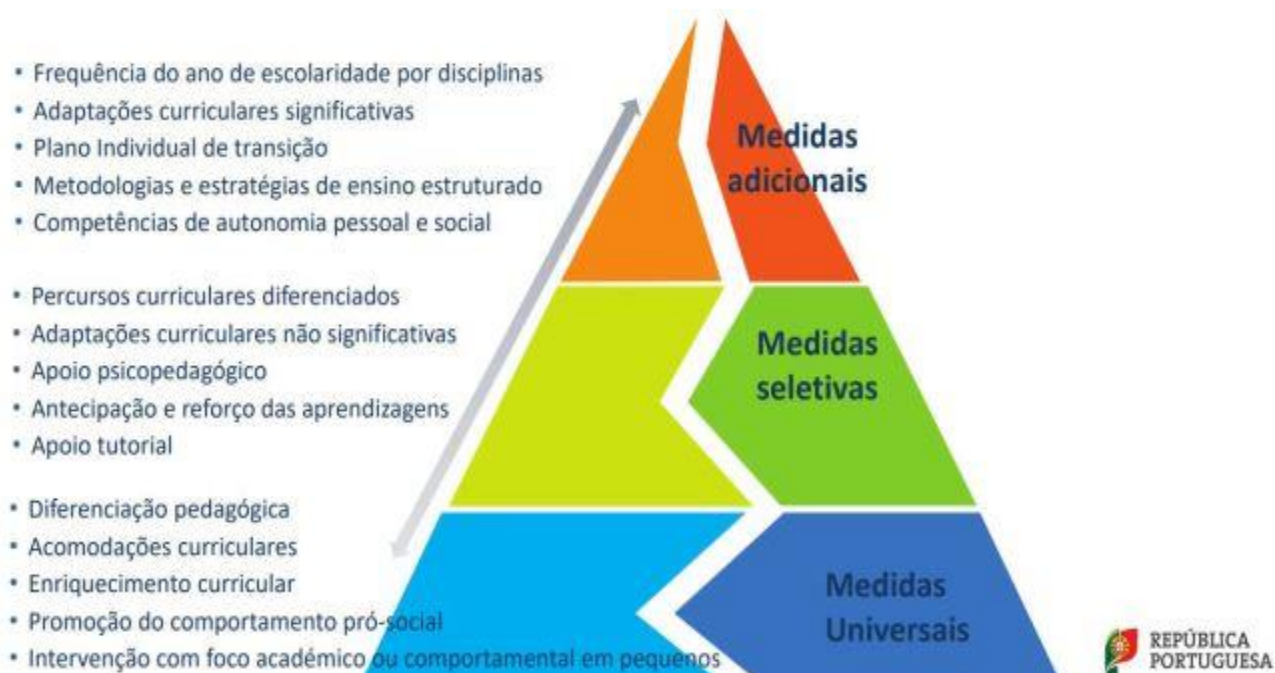 • Frequência do ano de escolaridade por disciplinas
• Adaptações curriculares significativas
• Plano Individual de transição
• Metodologias e estratégias de ensino estruturado
• Competências de autonomia pessoal e social
Medidas
adicionais
• Percursos curriculares diferenciados
• Adaptações curriculares não significativas
• Apoio psicopedagógico
• Antecipação e reforço das aprendizagens
• Apoio tutorial
Medidas
seletivas
• Diferenciação pedagógica
• Acomodações curriculares
• Enriquecimento curricular
• Promoção do comportamento pró-social
• Intervenção com foco académico ou comportamental em pequenos
Medidas
Universais
REPÚBLICA
PORTUGUESA